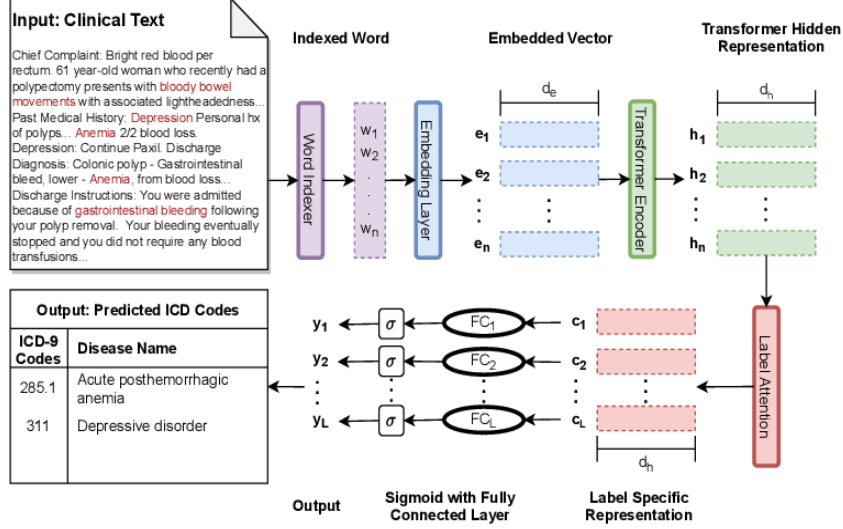 Input: Clinical Text
Chief Complaint: Bright red blood per
rectum. 61 year-old woman who recently had a
polypectomy presents with bloody bowel
movements with associated lightheadedness...
Past Medical History: Depression Personal hx
of polyps... Anemia 2/2 blood loss.
Depression: Continue Paxil. Discharge
Diagnosis: Colonic polyp - Gastrointestinal
bleed, lower - Anemia, from blood loss...
Discharge Instructions: You were admitted
because of gastrointestinal bleeding following
your polyp removal. Your bleeding eventually
stopped and you did not require any blood
transfusions...
Indexed Word
Word Indexer
w1
w2
.
.
.
wn
Embedding Layer
Embedded Vector
de
e1
e2
en
Transformer Encoder
Transformer Hidden
Representation
dh
h1
h2
hn
Label Attention
c1
c2
cL
dh
Label Specific
Representation
FC1
FC2
FCL
σ
σ
σ
Sigmoid with Fully
Connected Layer
y1
y2
yL
Output
Output: Predicted ICD Codes
ICD-9
Codes
Disease Name
285.1
Acute posthemorrhagic
anemia
311
Depressive disorder